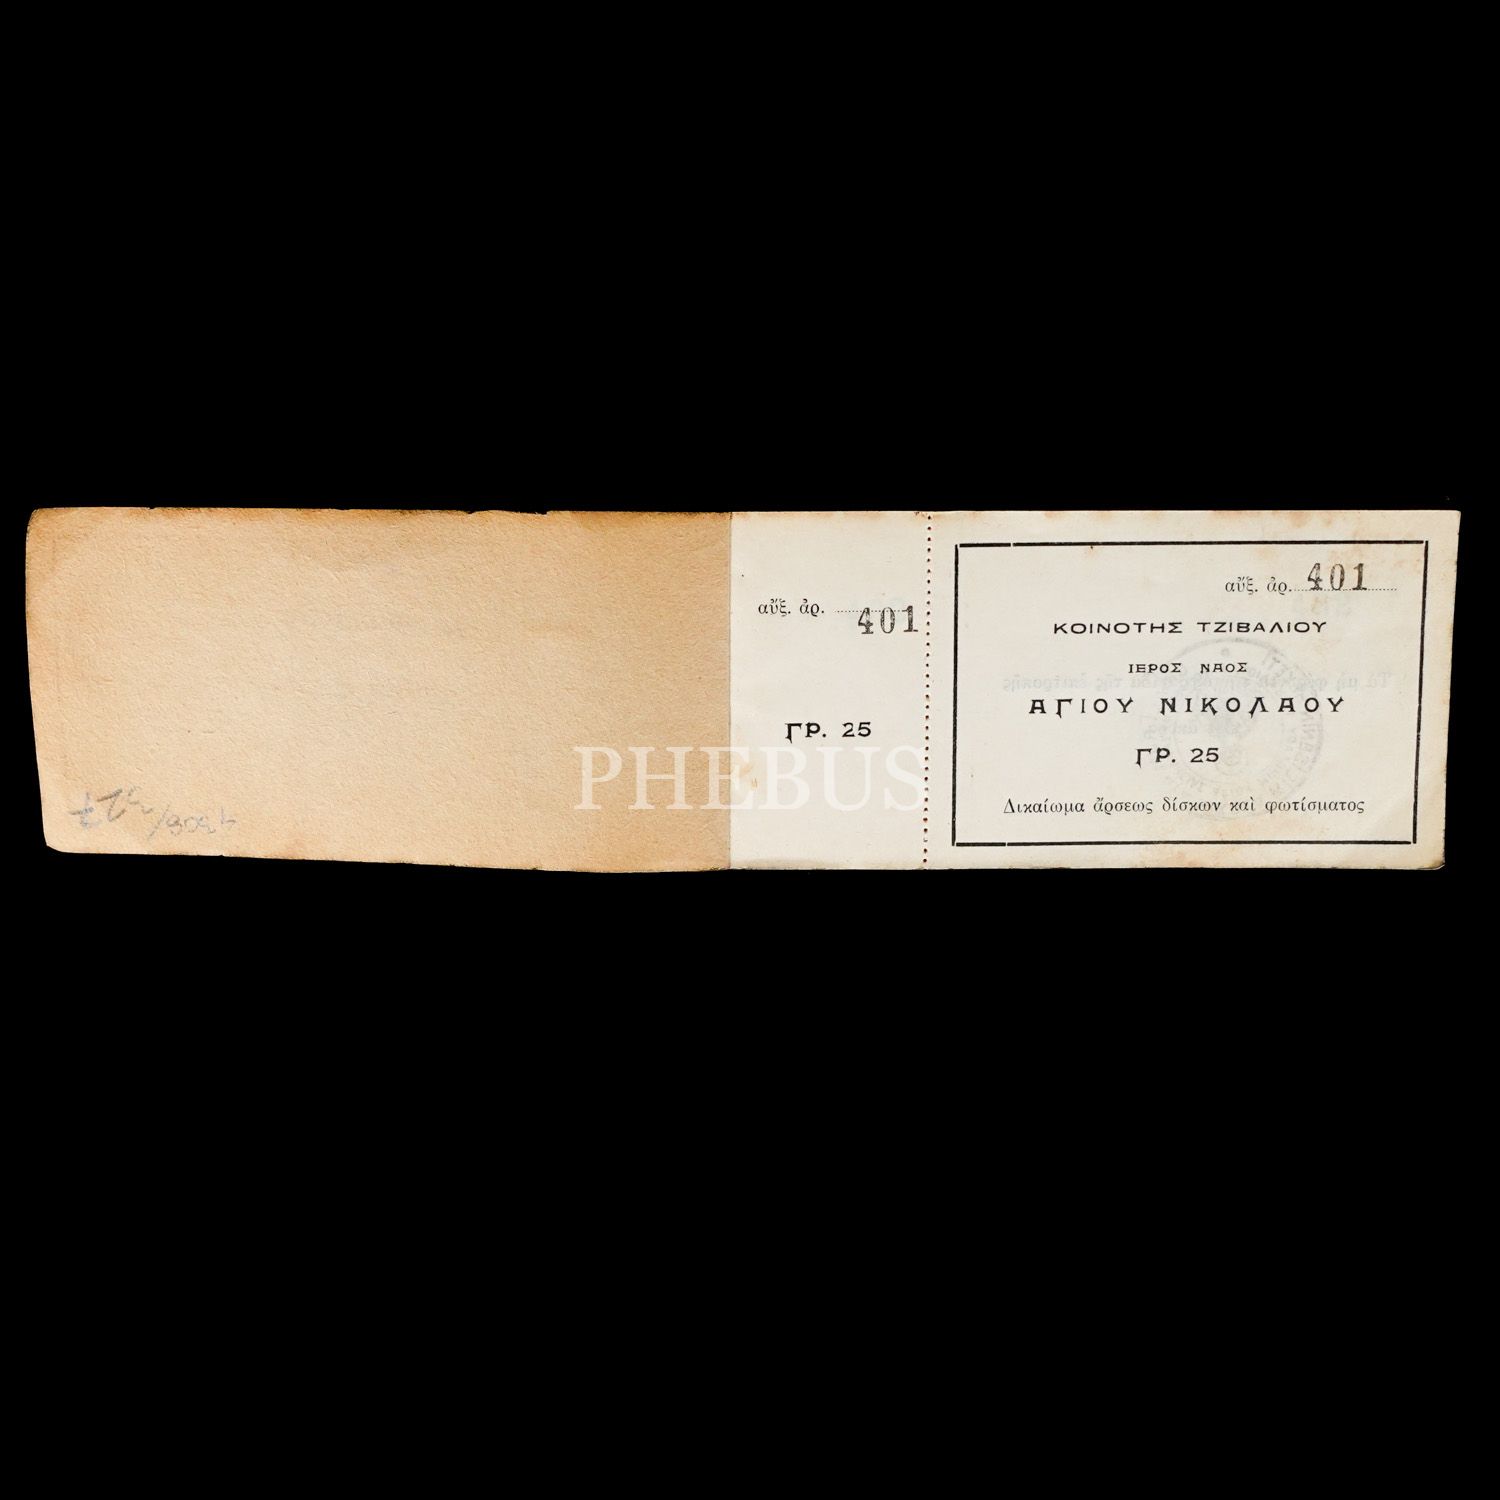 αὔξ. ἀρ. 401
ΓΡ. 25
αὔξ. ἀρ. 401
ΚΟΙΝΟΤΗΣ ΤΖΙΒΑΛΙΟΥ
ΙΕΡΟΣ ΝΑΟΣ
ΑΓΙΟΥ ΝΙΚΟΛΑΟΥ
ΓΡ. 25
Δικαίωμα ἄρσεως δίσκων καὶ φωτίσματος
PHEBUS